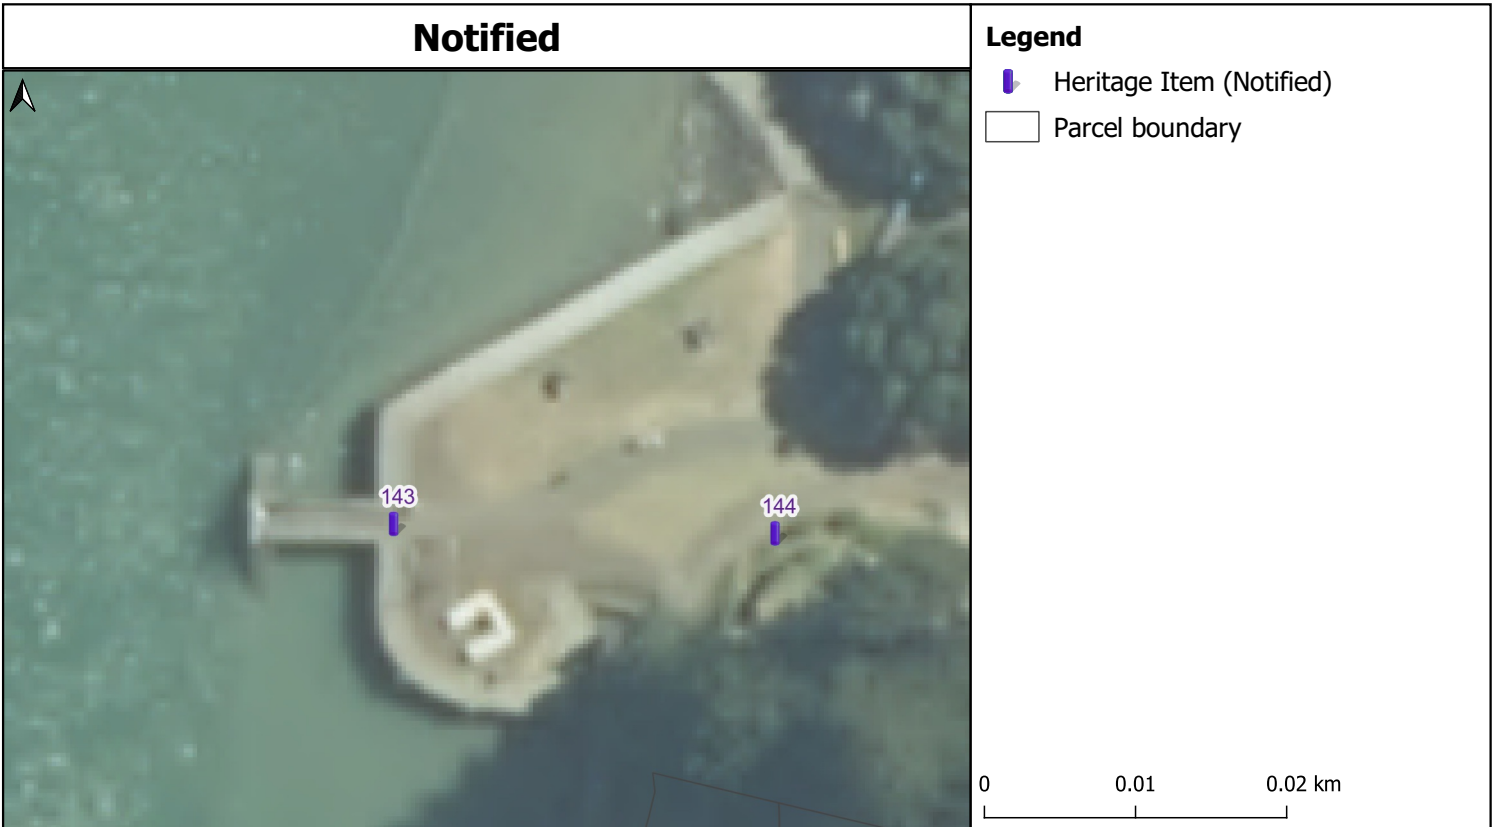 Notified
143
144
Legend
Heritage Item (Notified)
Parcel boundary
0 0.01 0.02 km